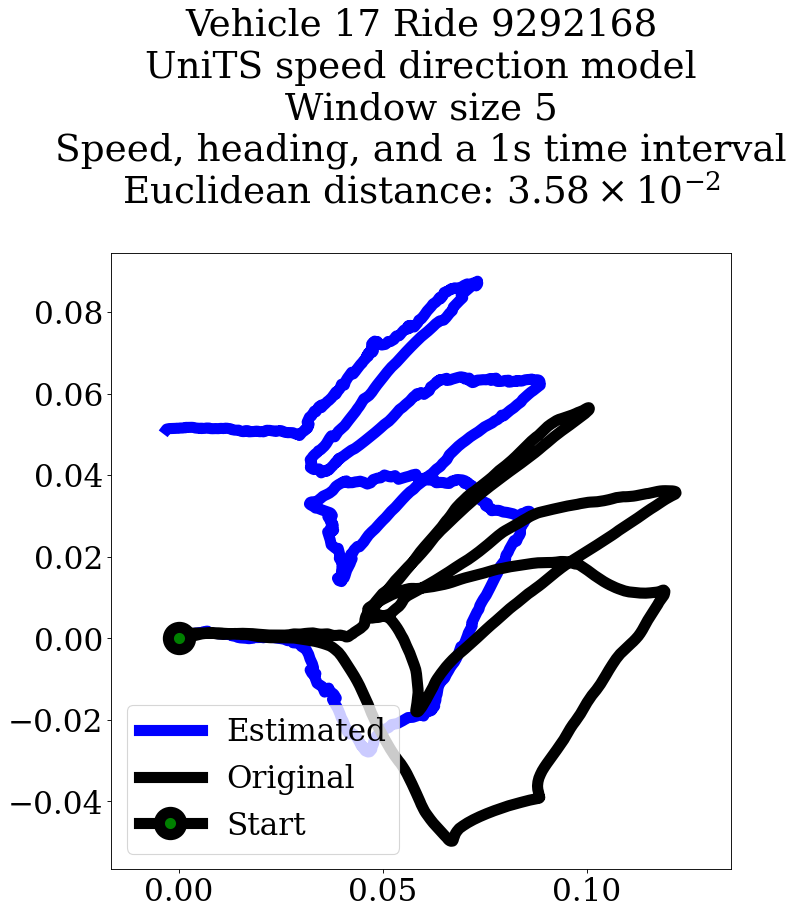 Vehicle 17 Ride 9292168
UniTS speed direction model
Window size 5
Speed, heading, and a 1s time interval
Euclidean distance: 3.58 × 10⁻²
0.08
0.06
0.04
0.02
0.00
−0.02
−0.04
Estimated
Original
Start
0.00 0.05 0.10